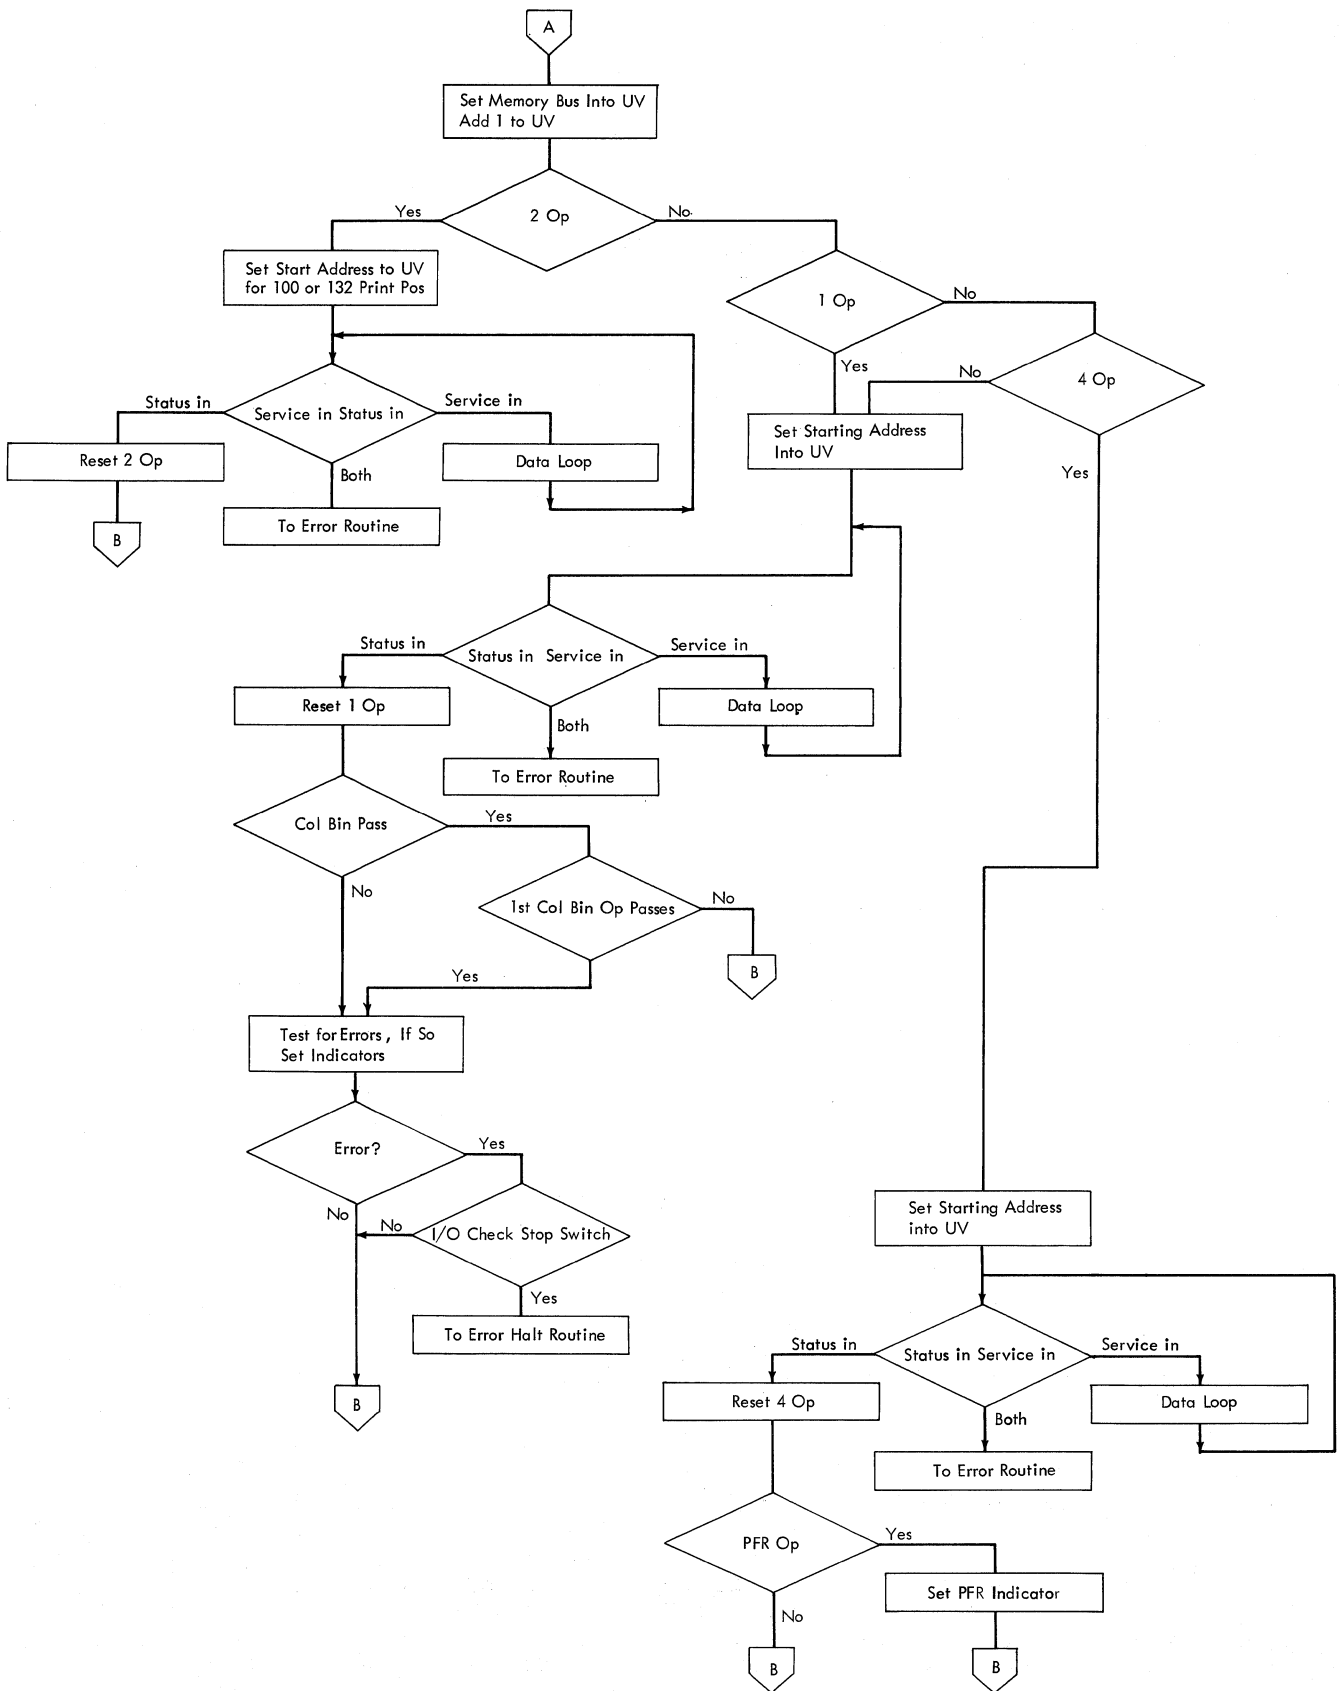 A
Set Memory Bus Into UV
Add 1 to UV
2 Op
Yes
No
Set Start Address to UV
for 100 or 132 Print Pos
1 Op
No
Yes
4 Op
No
Yes
Service in Status in
Status in
Service in
Both
Reset 2 Op
Data Loop
To Error Routine
B
Set Starting Address
Into UV
Status in Service in
Status in
Service in
Both
Reset 1 Op
Data Loop
To Error Routine
Col Bin Pass
Yes
No
1st Col Bin Op Passes
No
Yes
B
Test for Errors, If So
Set Indicators
Error?
Yes
No
I/O Check Stop Switch
No
Yes
To Error Halt Routine
B
Set Starting Address
into UV
Status in Service in
Status in
Service in
Both
Reset 4 Op
Data Loop
To Error Routine
PFR Op
Yes
No
Set PFR Indicator
B
B